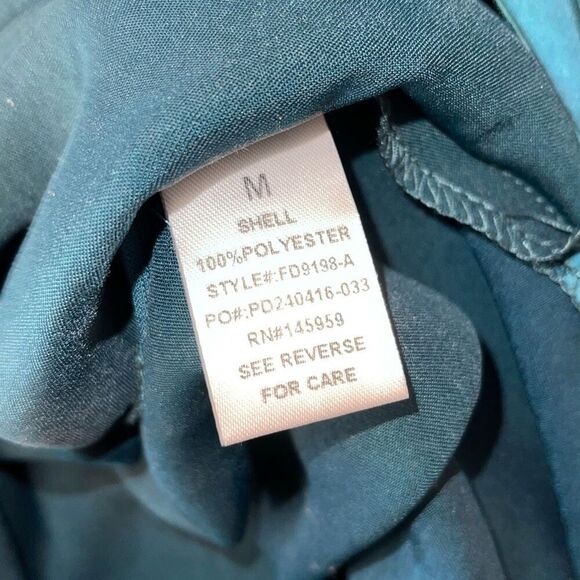 M
SHELL
100%POLYESTER
STYLE#:FD9198-A
PO#:PD240416-033
RN#145959
SEE REVERSE
FOR CARE